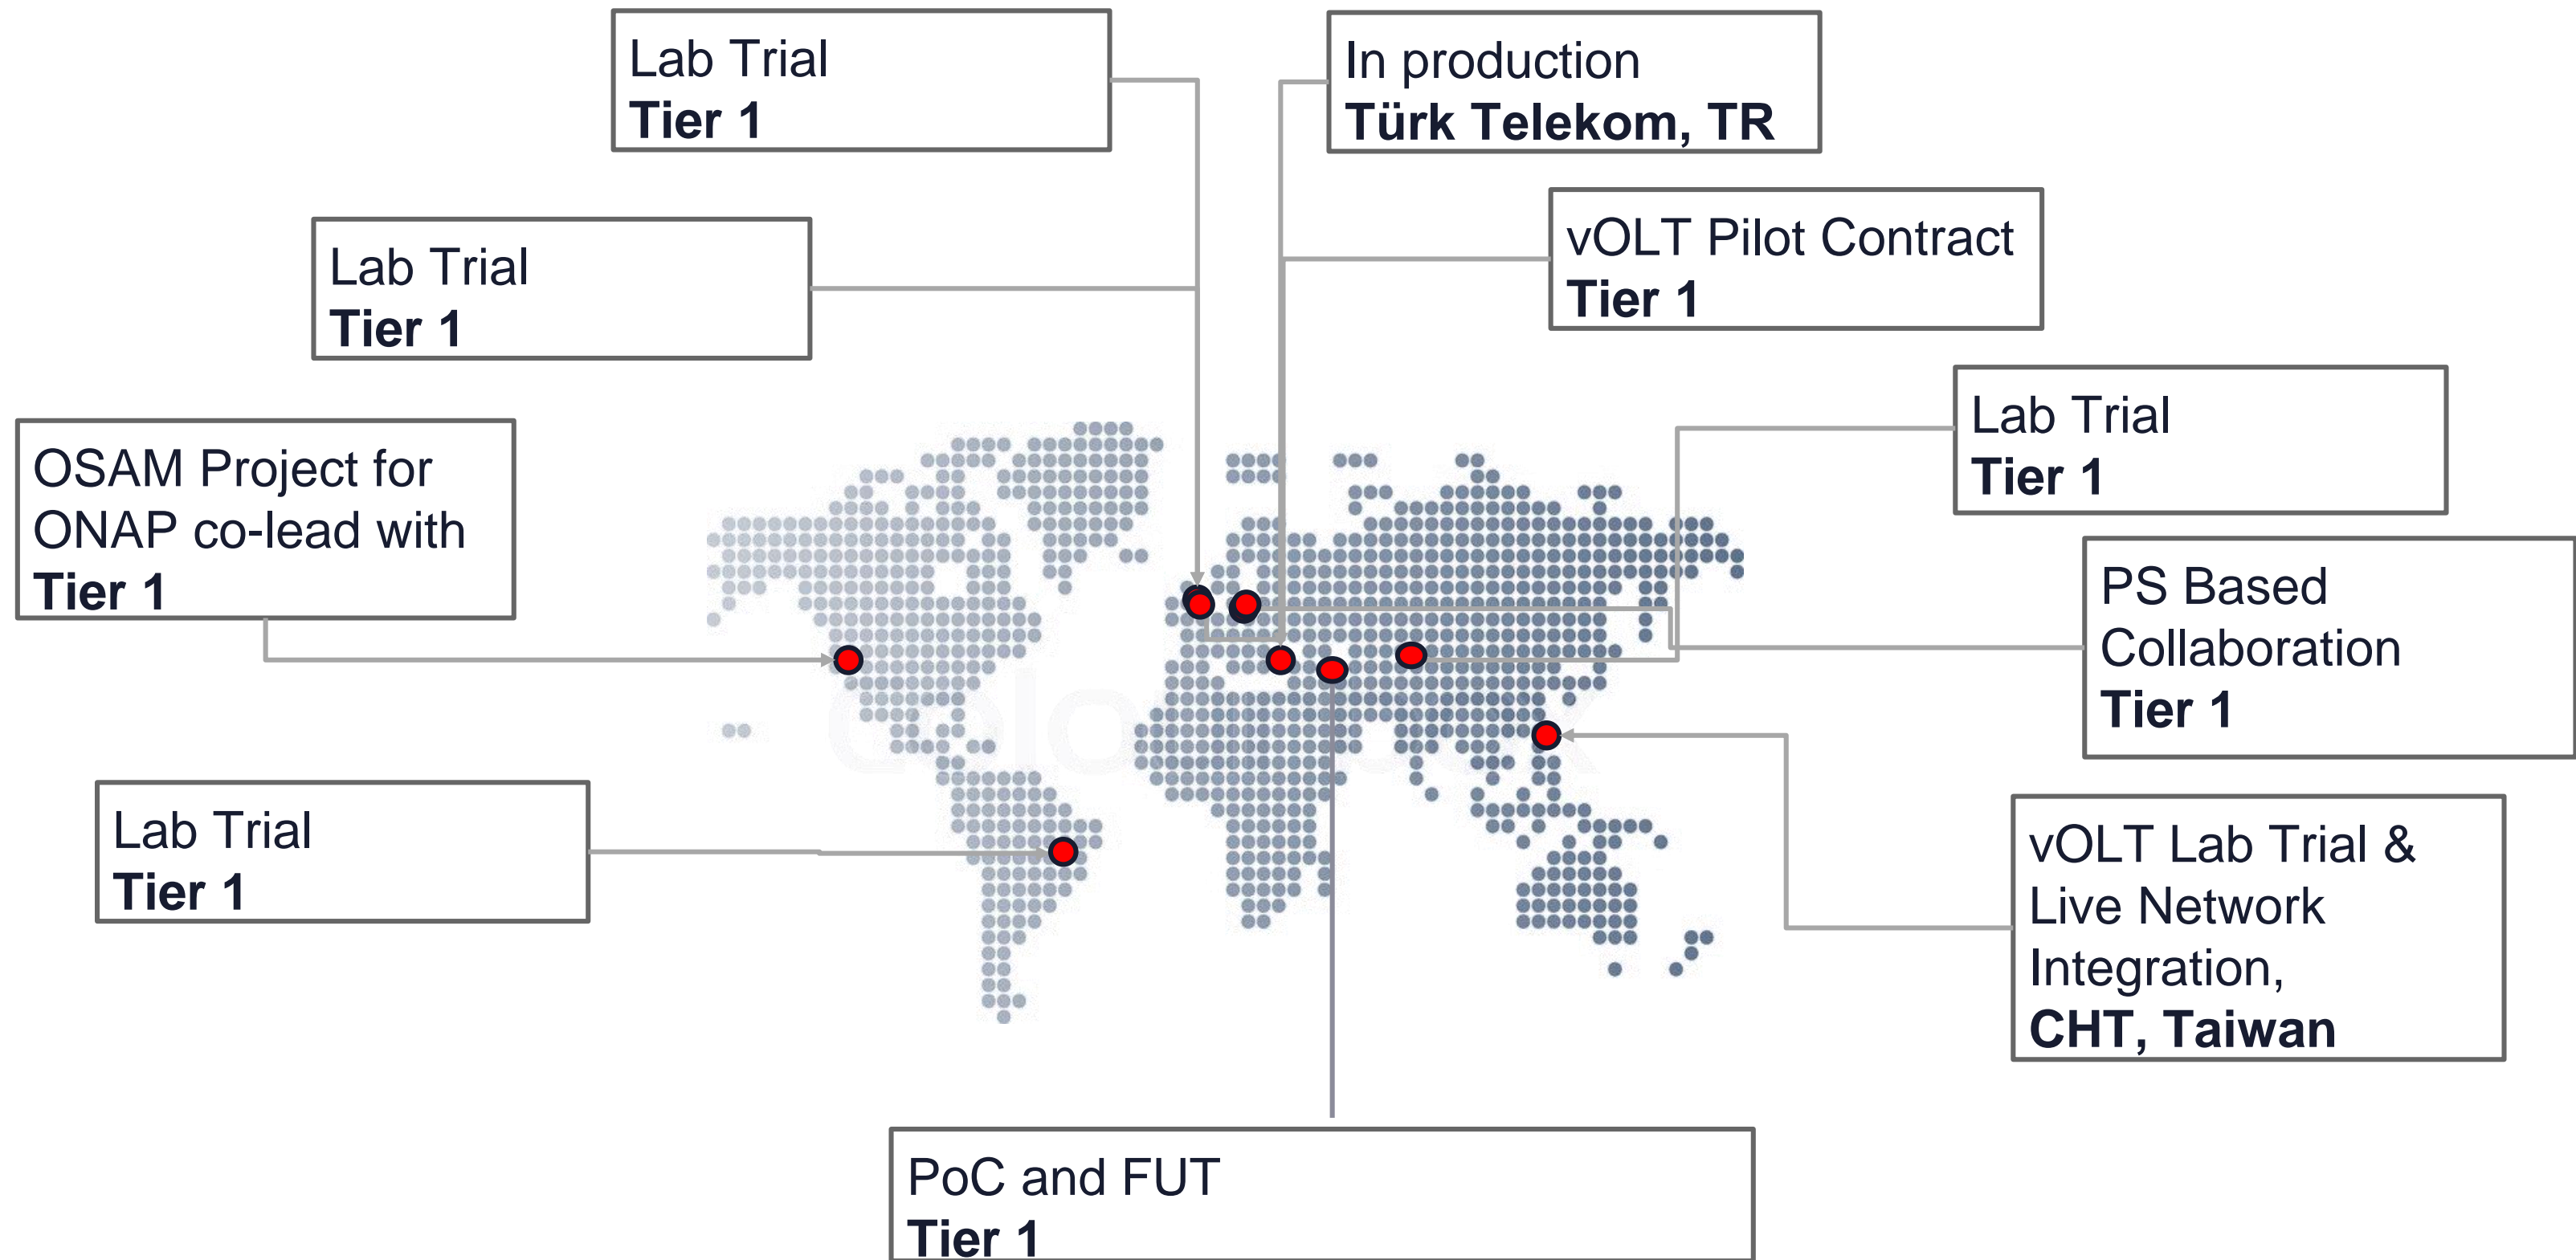 Lab Trial
Tier 1
In production
Türk Telekom, TR
Lab Trial
Tier 1
vOLT Pilot Contract
Tier 1
OSAM Project for
ONAP co-lead with
Tier 1
Lab Trial
Tier 1
PS Based
Collaboration
Tier 1
Lab Trial
Tier 1
vOLT Lab Trial &
Live Network
Integration,
CHT, Taiwan
PoC and FUT
Tier 1